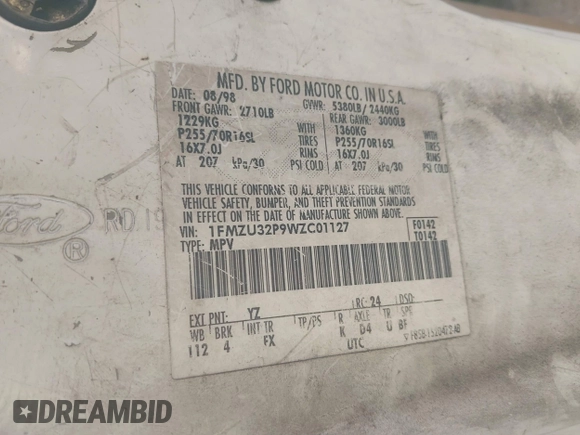 MFD. BY FORD MOTOR CO. IN U.S.A.
DATE: 08/98 GVWR: 5380LB/ 2440KG
FRONT GAWR: 2710LB REAR GAWR: 3000LB
1229KG WITH 1360KG WITH
P255/70R16SL TIRES P255/70R16SL TIRES
16X7.0J RIMS 16X7.0J RIMS
AT 207 kPa/30 PSI COLD AT 207 kPa/30 PSI COLD
THIS VEHICLE CONFORMS TO ALL APPLICABLE FEDERAL MOTOR
VEHICLE SAFETY, BUMPER, AND THEFT PREVENTION STANDARDS
IN EFFECT ON THE DATE OF MANUFACTURE SHOWN ABOVE.
VIN: 1FMZU32P9WZC01127 F0142
TYPE: MPV T0142
EXT PNT: YZ RC: 24 DSO:
WB BRK INT TR TP/PS R AXLE TR SPR
112 4 FX K D4 U BF
UTC
Ford ®
RD 19
DREAMBID